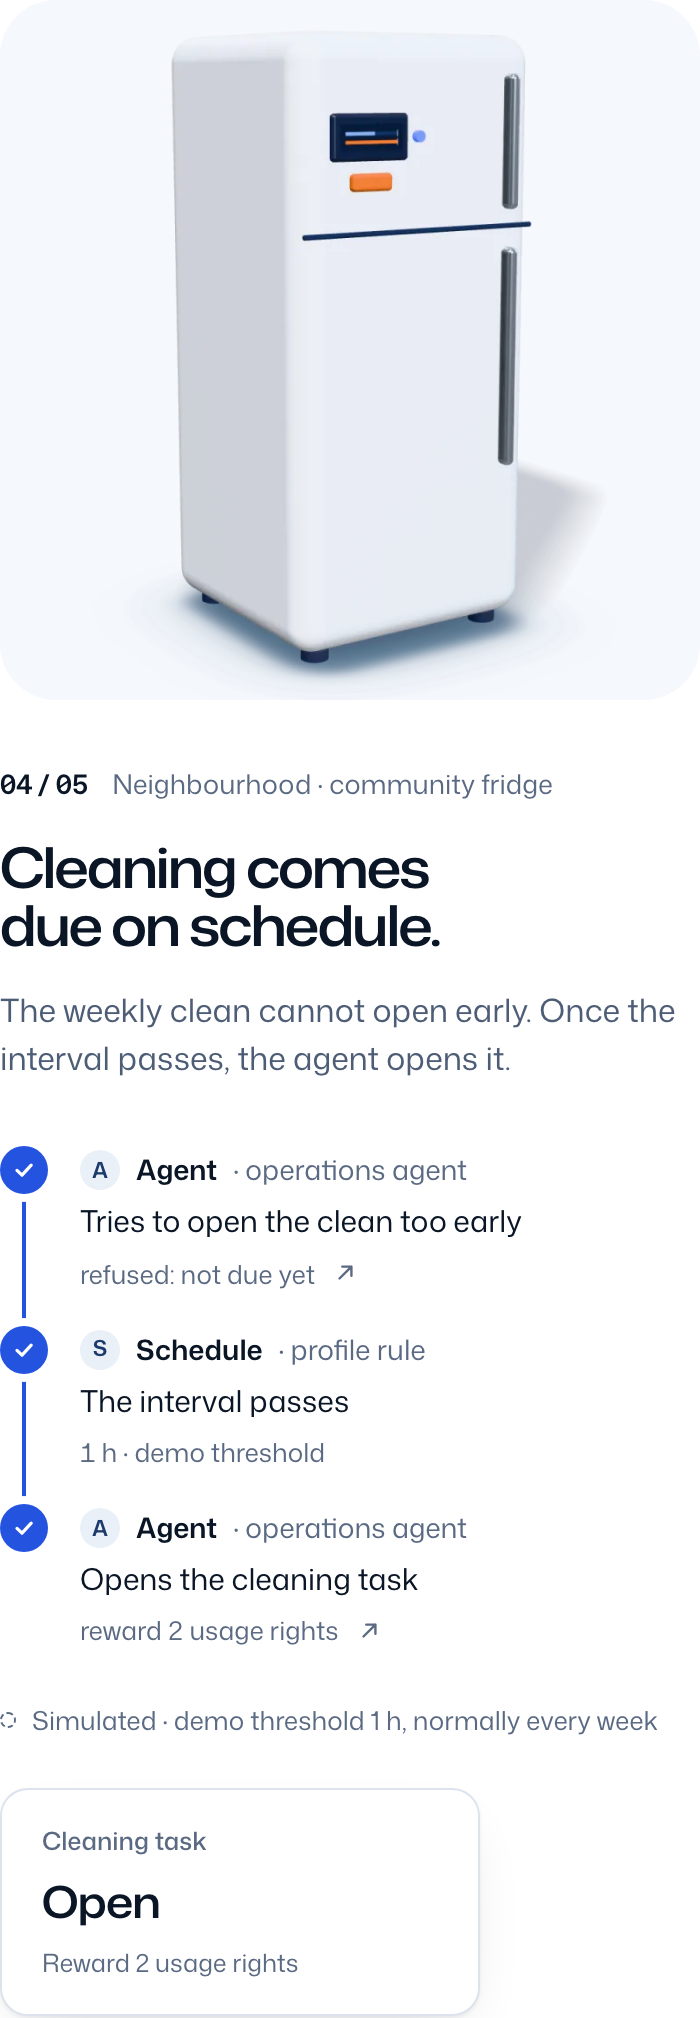 04 / 05 Neighbourhood · community fridge
Cleaning comes
due on schedule.
The weekly clean cannot open early. Once the
interval passes, the agent opens it.
A Agent · operations agent
Tries to open the clean too early
refused: not due yet ↗
S Schedule · profile rule
The interval passes
1 h · demo threshold
A Agent · operations agent
Opens the cleaning task
reward 2 usage rights ↗
Simulated · demo threshold 1 h, normally every week
Cleaning task
Open
Reward 2 usage rights